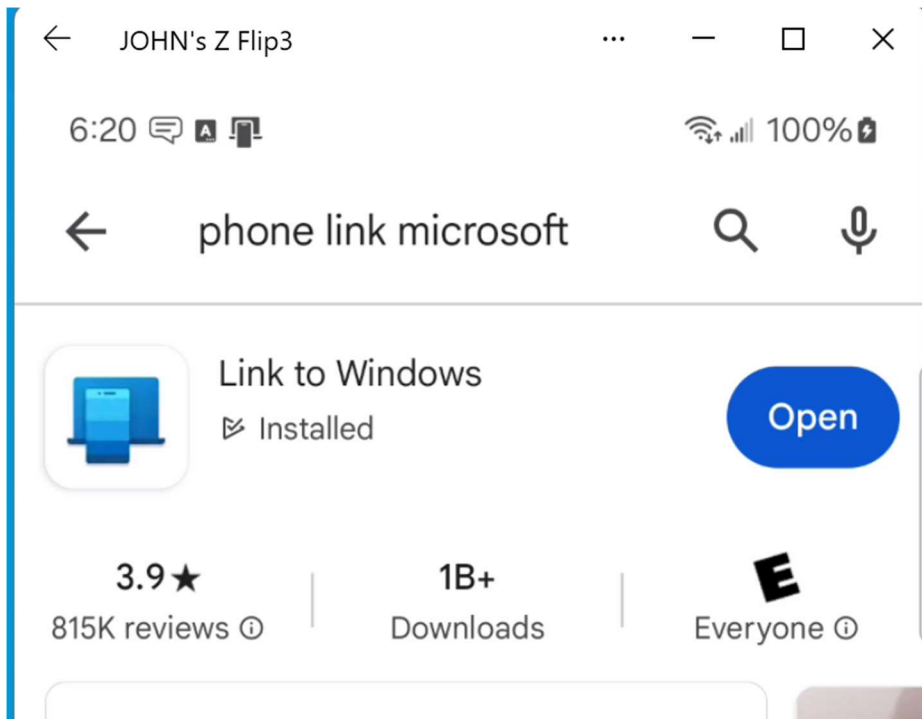 JOHN's Z Flip3
6:20 A 100%
phone link microsoft
Link to Windows
Installed
Open
3.9★ 1B+ E
815K reviews Downloads Everyone